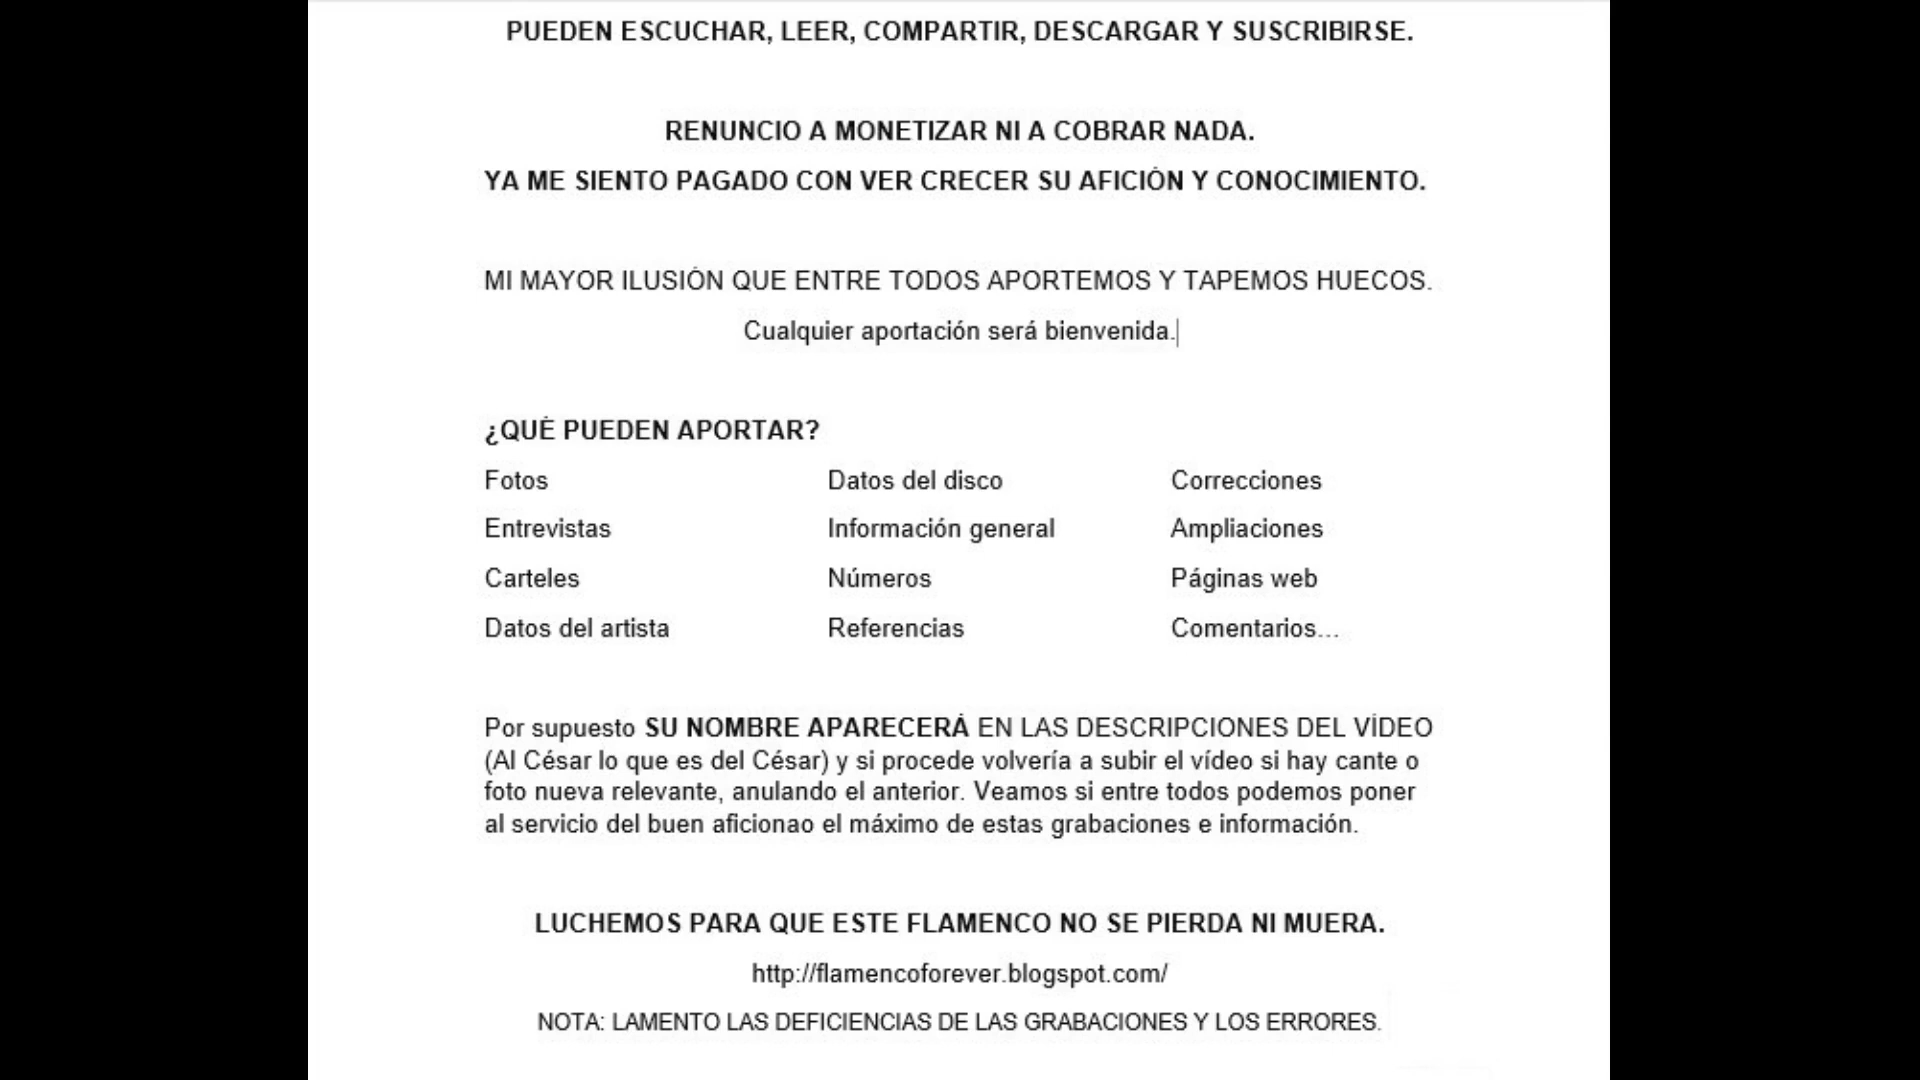 PUEDEN ESCUCHAR, LEER, COMPARTIR, DESCARGAR Y SUSCRIBIRSE.
RENUNCIO A MONETIZAR NI A COBRAR NADA.
YA ME SIENTO PAGADO CON VER CRECER SU AFICIÓN Y CONOCIMIENTO.
MI MAYOR ILUSIÓN QUE ENTRE TODOS APORTEMOS Y TAPEMOS HUECOS.
Cualquier aportación será bienvenida.
¿QUÉ PUEDEN APORTAR?
Fotos Datos del disco Correcciones
Entrevistas Información general Ampliaciones
Carteles Números Páginas web
Datos del artista Referencias Comentarios...
Por supuesto SU NOMBRE APARECERÁ EN LAS DESCRIPCIONES DEL VÍDEO
(Al César lo que es del César) y si procede volvería a subir el vídeo si hay cante o
foto nueva relevante, anulando el anterior. Veamos si entre todos podemos poner
al servicio del buen aficionao el máximo de estas grabaciones e información.
LUCHEMOS PARA QUE ESTE FLAMENCO NO SE PIERDA NI MUERA.
http://flamencoforever.blogspot.com/
NOTA: LAMENTO LAS DEFICIENCIAS DE LAS GRABACIONES Y LOS ERRORES.